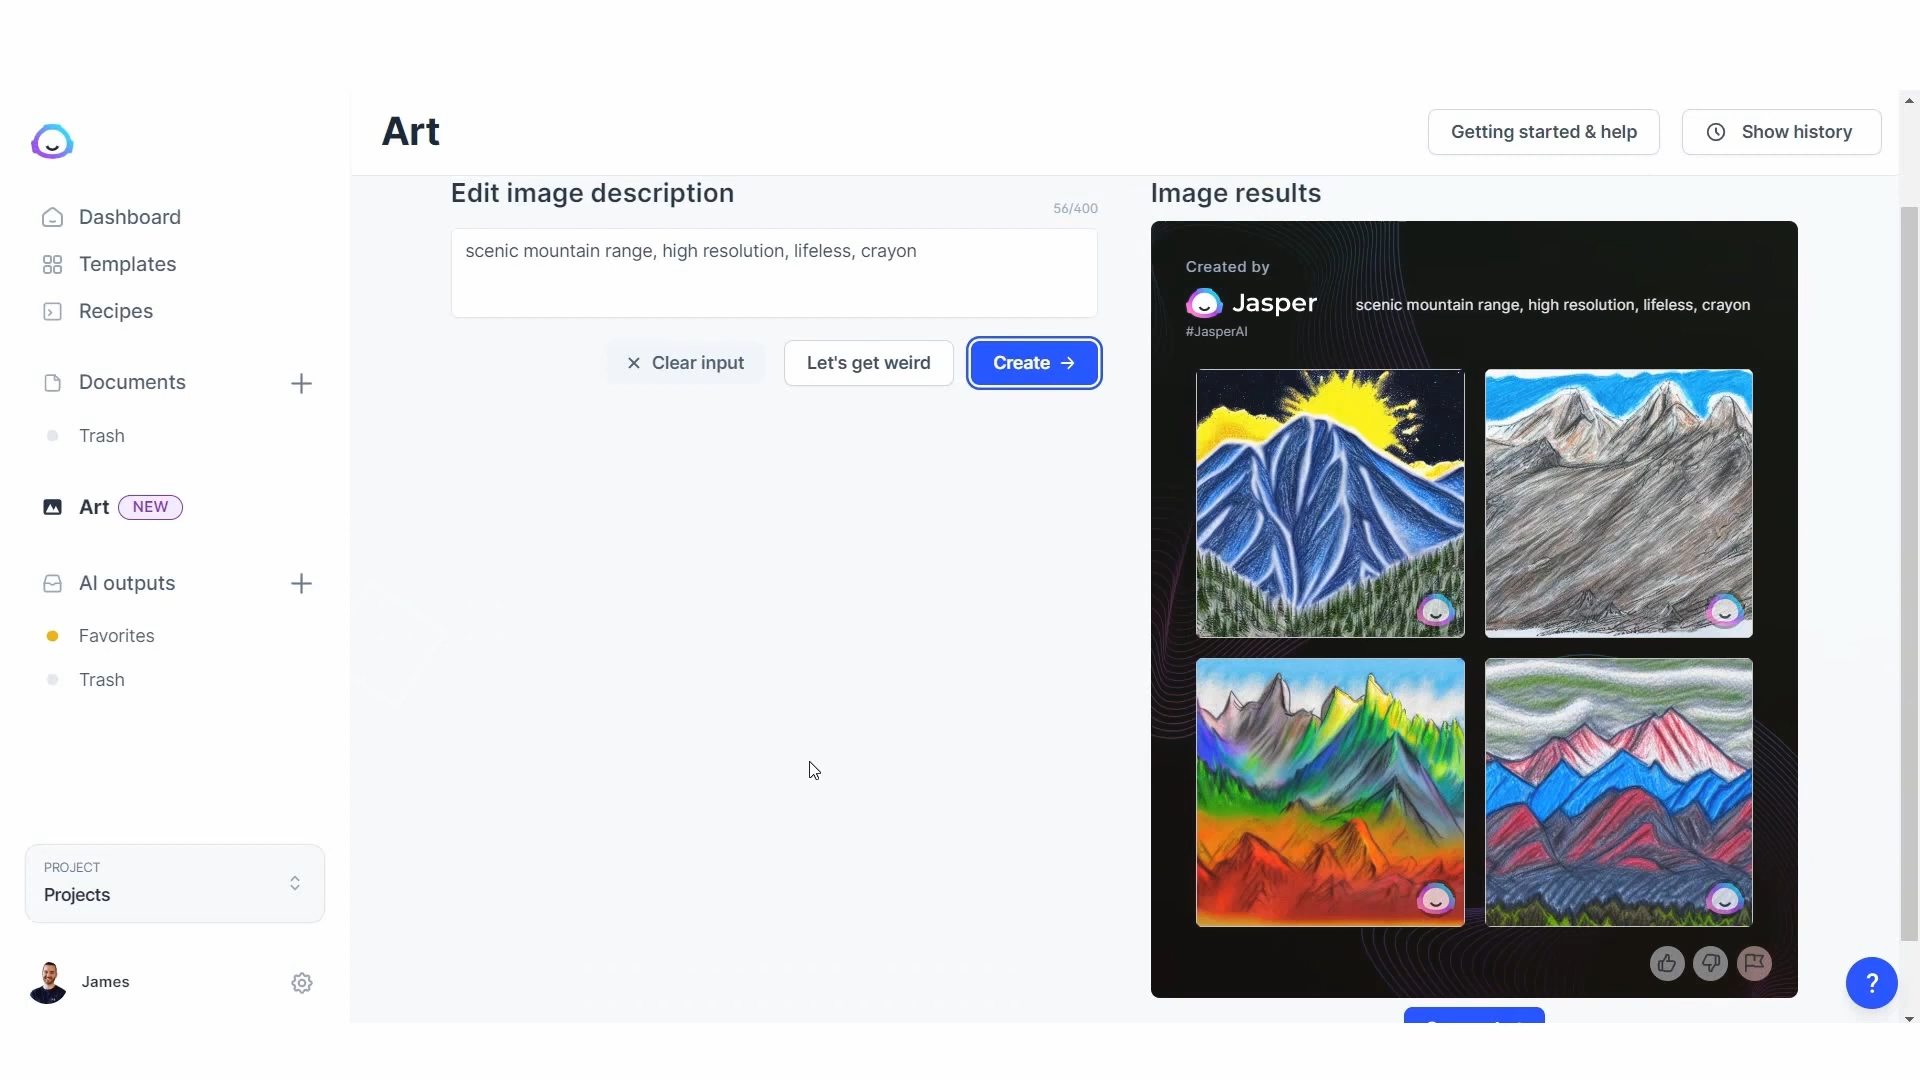 Art
Getting started & help
Show history
Dashboard
Templates
Recipes
Documents
Trash
Art NEW
AI outputs
Favorites
Trash
PROJECT
Projects
James
Edit image description
56/400
scenic mountain range, high resolution, lifeless, crayon
Clear input
Let's get weird
Create
Image results
Created by
Jasper
#JasperAI
scenic mountain range, high resolution, lifeless, crayon
?